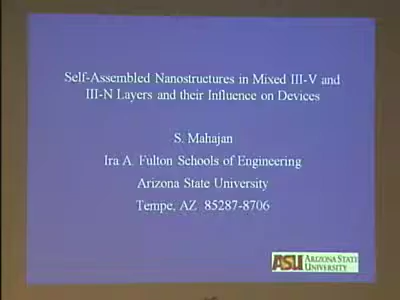 Self-Assembled Nanostructures in Mixed III-V and
III-N Layers and their Influence on Devices
S. Mahajan
Ira A. Fulton Schools of Engineering
Arizona State University
Tempe, AZ 85287-8706
ASU ARIZONA STATE
UNIVERSITY